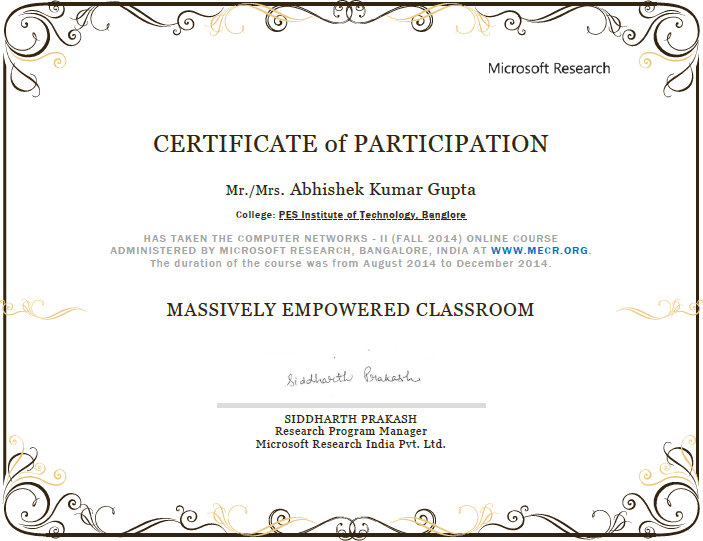 Microsoft Research
CERTIFICATE of PARTICIPATION
Mr./Mrs. Abhishek Kumar Gupta
College: PES Institute of Technology, Banglore
HAS TAKEN THE COMPUTER NETWORKS - II (FALL 2014) ONLINE COURSE
ADMINISTERED BY MICROSOFT RESEARCH, BANGALORE, INDIA AT WWW.MECR.ORG.
The duration of the course was from August 2014 to December 2014.
MASSIVELY EMPOWERED CLASSROOM
Siddharth Prakash
SIDDHARTH PRAKASH
Research Program Manager
Microsoft Research India Pvt. Ltd.